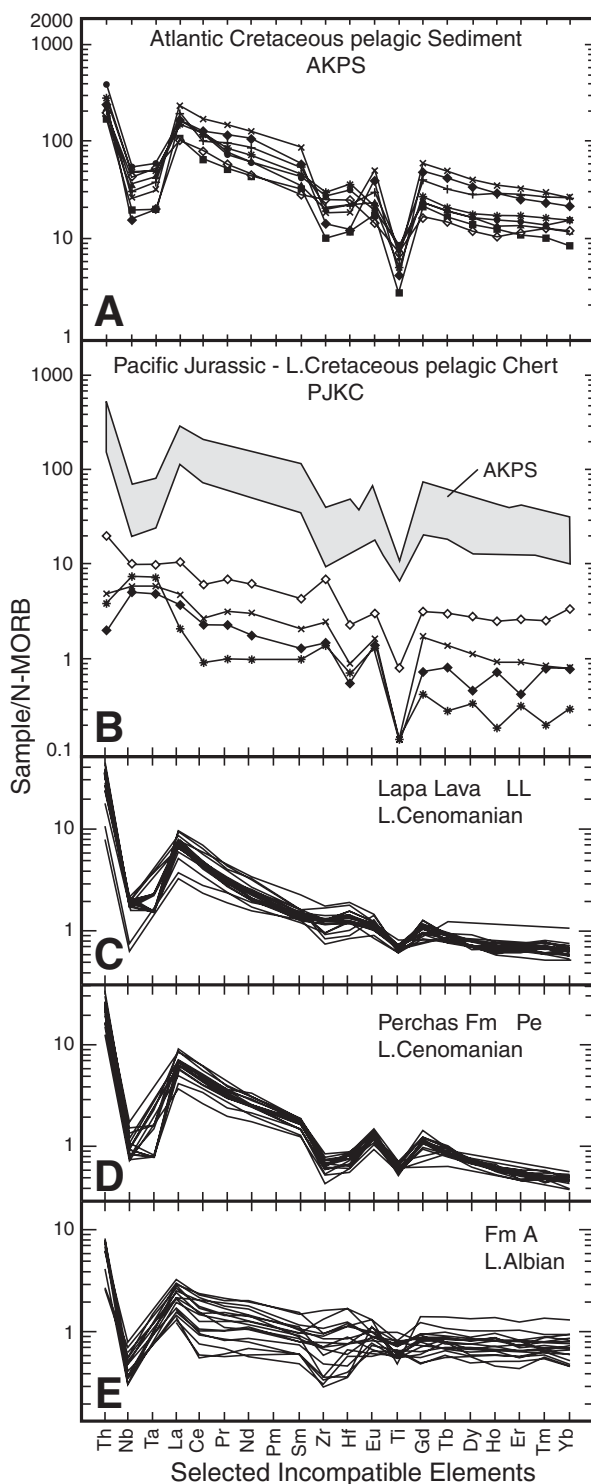 2000
1000
Atlantic Cretaceous pelagic Sediment
AKPS
100
10
A
1
Pacific Jurassic - L.Cretaceous pelagic Chert
PJKC
1000
AKPS
100
10
1
B
0.1
Sample/N-MORB
Lapa Lava LL
L.Cenomanian
10
1
C
Perchas Fm Pe
L.Cenomanian
10
1
D
Fm A
L.Albian
10
1
E
Th Nb Ta La Ce Pr Nd Pm Sm Zr Hf Eu Ti Gd Tb Dy Ho Er Tm Yb
Selected Incompatible Elements